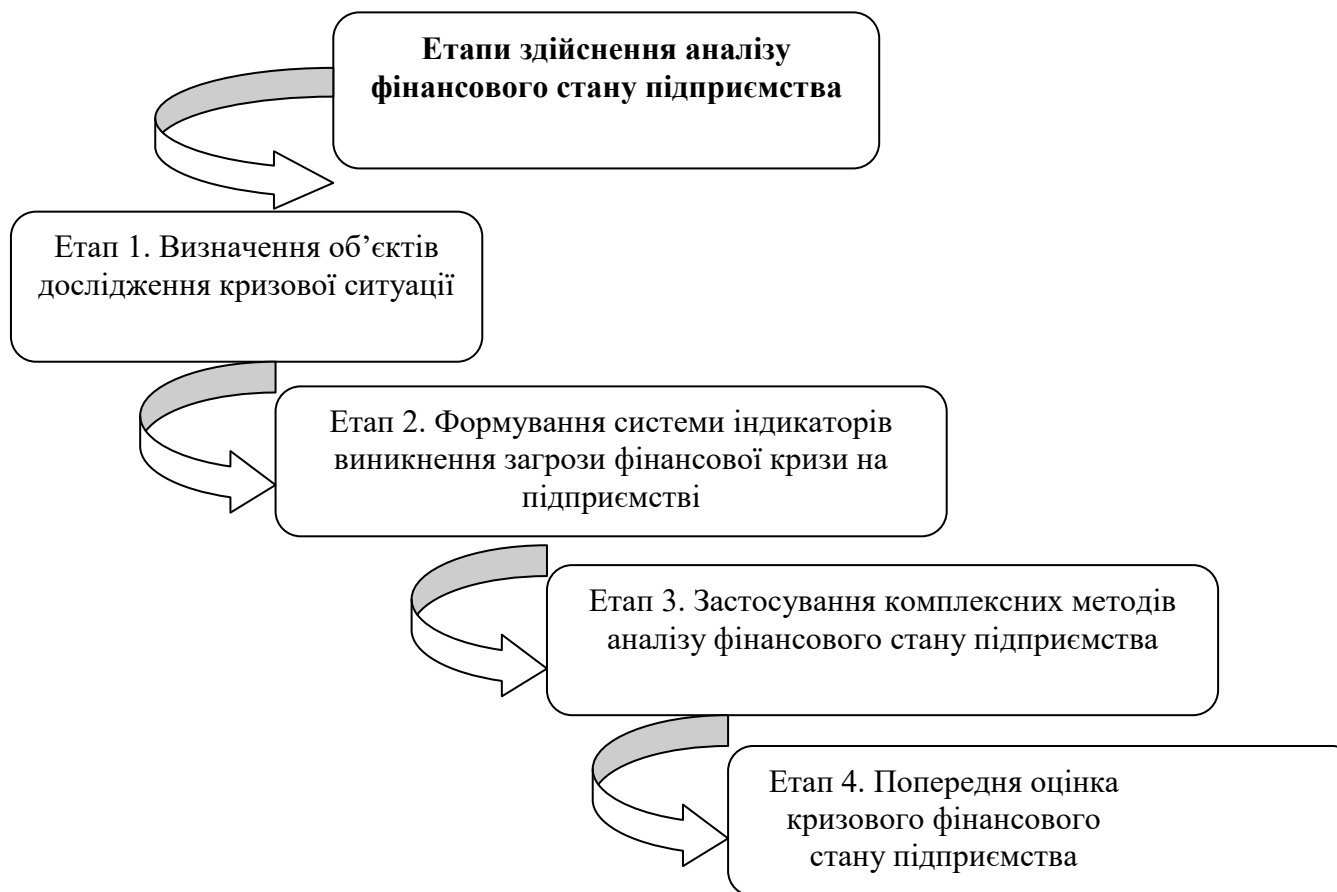 Етапи здійснення аналізу
фінансового стану підприємства
Етап 1. Визначення об’єктів
дослідження кризової ситуації
Етап 2. Формування системи індикаторів
виникнення загрози фінансової кризи на
підприємстві
Етап 3. Застосування комплексних методів
аналізу фінансового стану підприємства
Етап 4. Попередня оцінка
кризового фінансового
стану підприємства